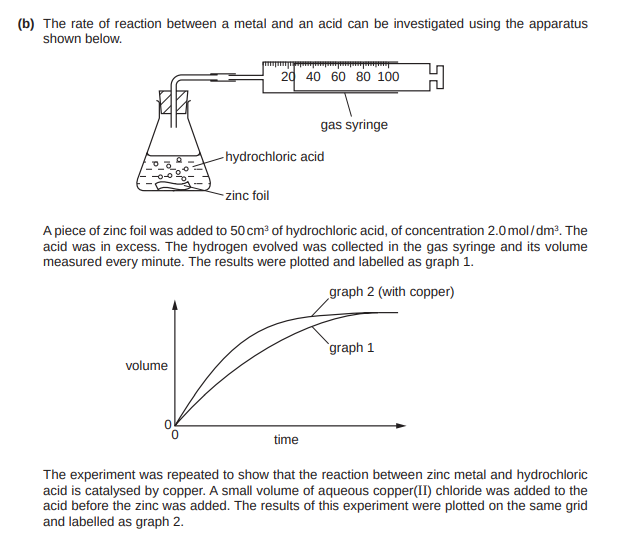 (b) The rate of reaction between a metal and an acid can be investigated using the apparatus
shown below.
20 40 60 80 100
gas syringe
hydrochloric acid
zinc foil
A piece of zinc foil was added to 50 cm³ of hydrochloric acid, of concentration 2.0 mol / dm³. The
acid was in excess. The hydrogen evolved was collected in the gas syringe and its volume
measured every minute. The results were plotted and labelled as graph 1.
graph 2 (with copper)
graph 1
volume
0
0
time
The experiment was repeated to show that the reaction between zinc metal and hydrochloric
acid is catalysed by copper. A small volume of aqueous copper(II) chloride was added to the
acid before the zinc was added. The results of this experiment were plotted on the same grid
and labelled as graph 2.